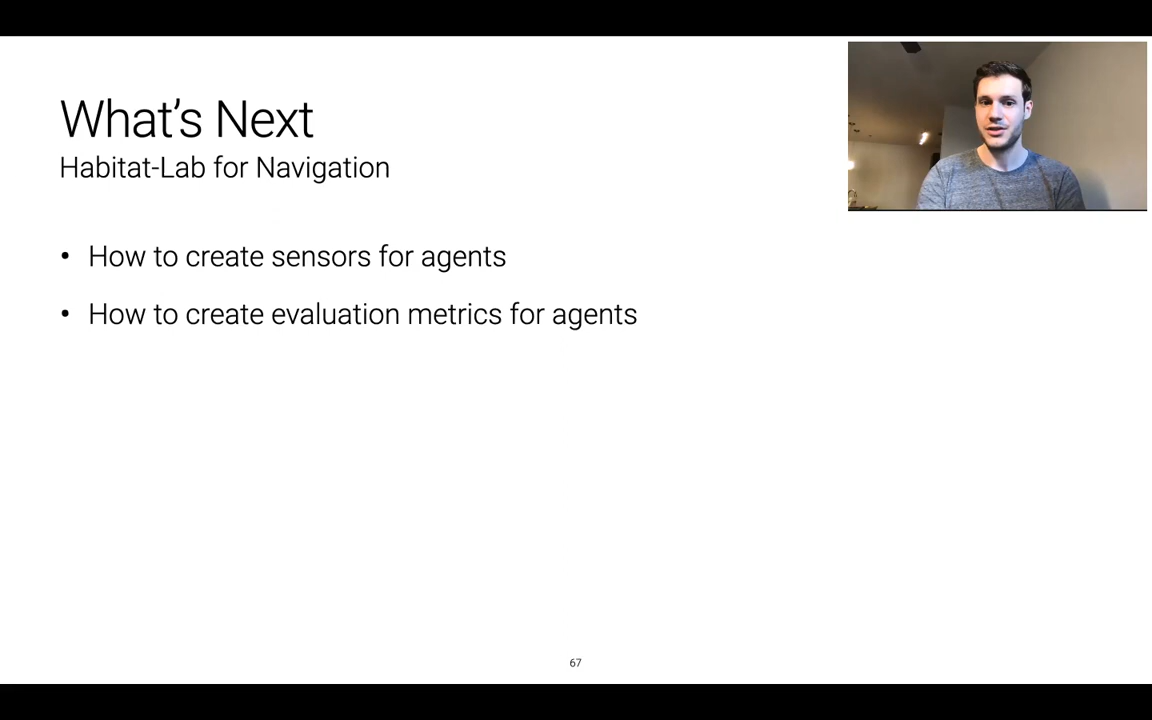 What's Next
Habitat-Lab for Navigation
• How to create sensors for agents
• How to create evaluation metrics for agents
67